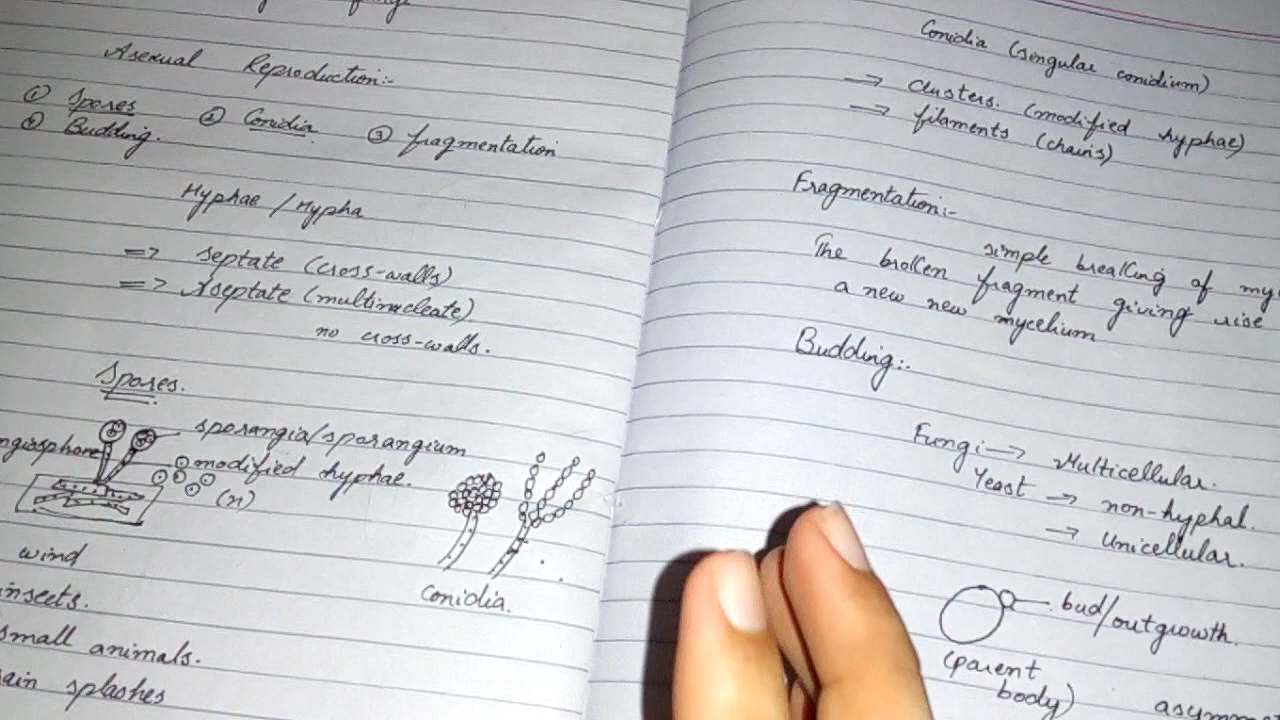 Asexual Reproduction:-
① Spores ② Conidia ③ fragmentation
④ Budding.
Hyphae / Hypha
=> Septate (cross-walls)
=> Aseptate (multinucleate)
no cross-walls.
Spores.
sporangia/sporangium
modified hyphae.
(n)
Conidia.
wind
insects.
small animals.
splashes
Conidia (singular conidium)
→ clusters. (modified hyphae)
→ filaments (chains)
Fragmentation:-
simple breaking of
The broken fragment giving rise
a new new mycelium
Budding:-
Fungi → Multicellular.
Yeast → non-hyphal.
→ Unicellular.
bud/outgrowth.
(parent
body)